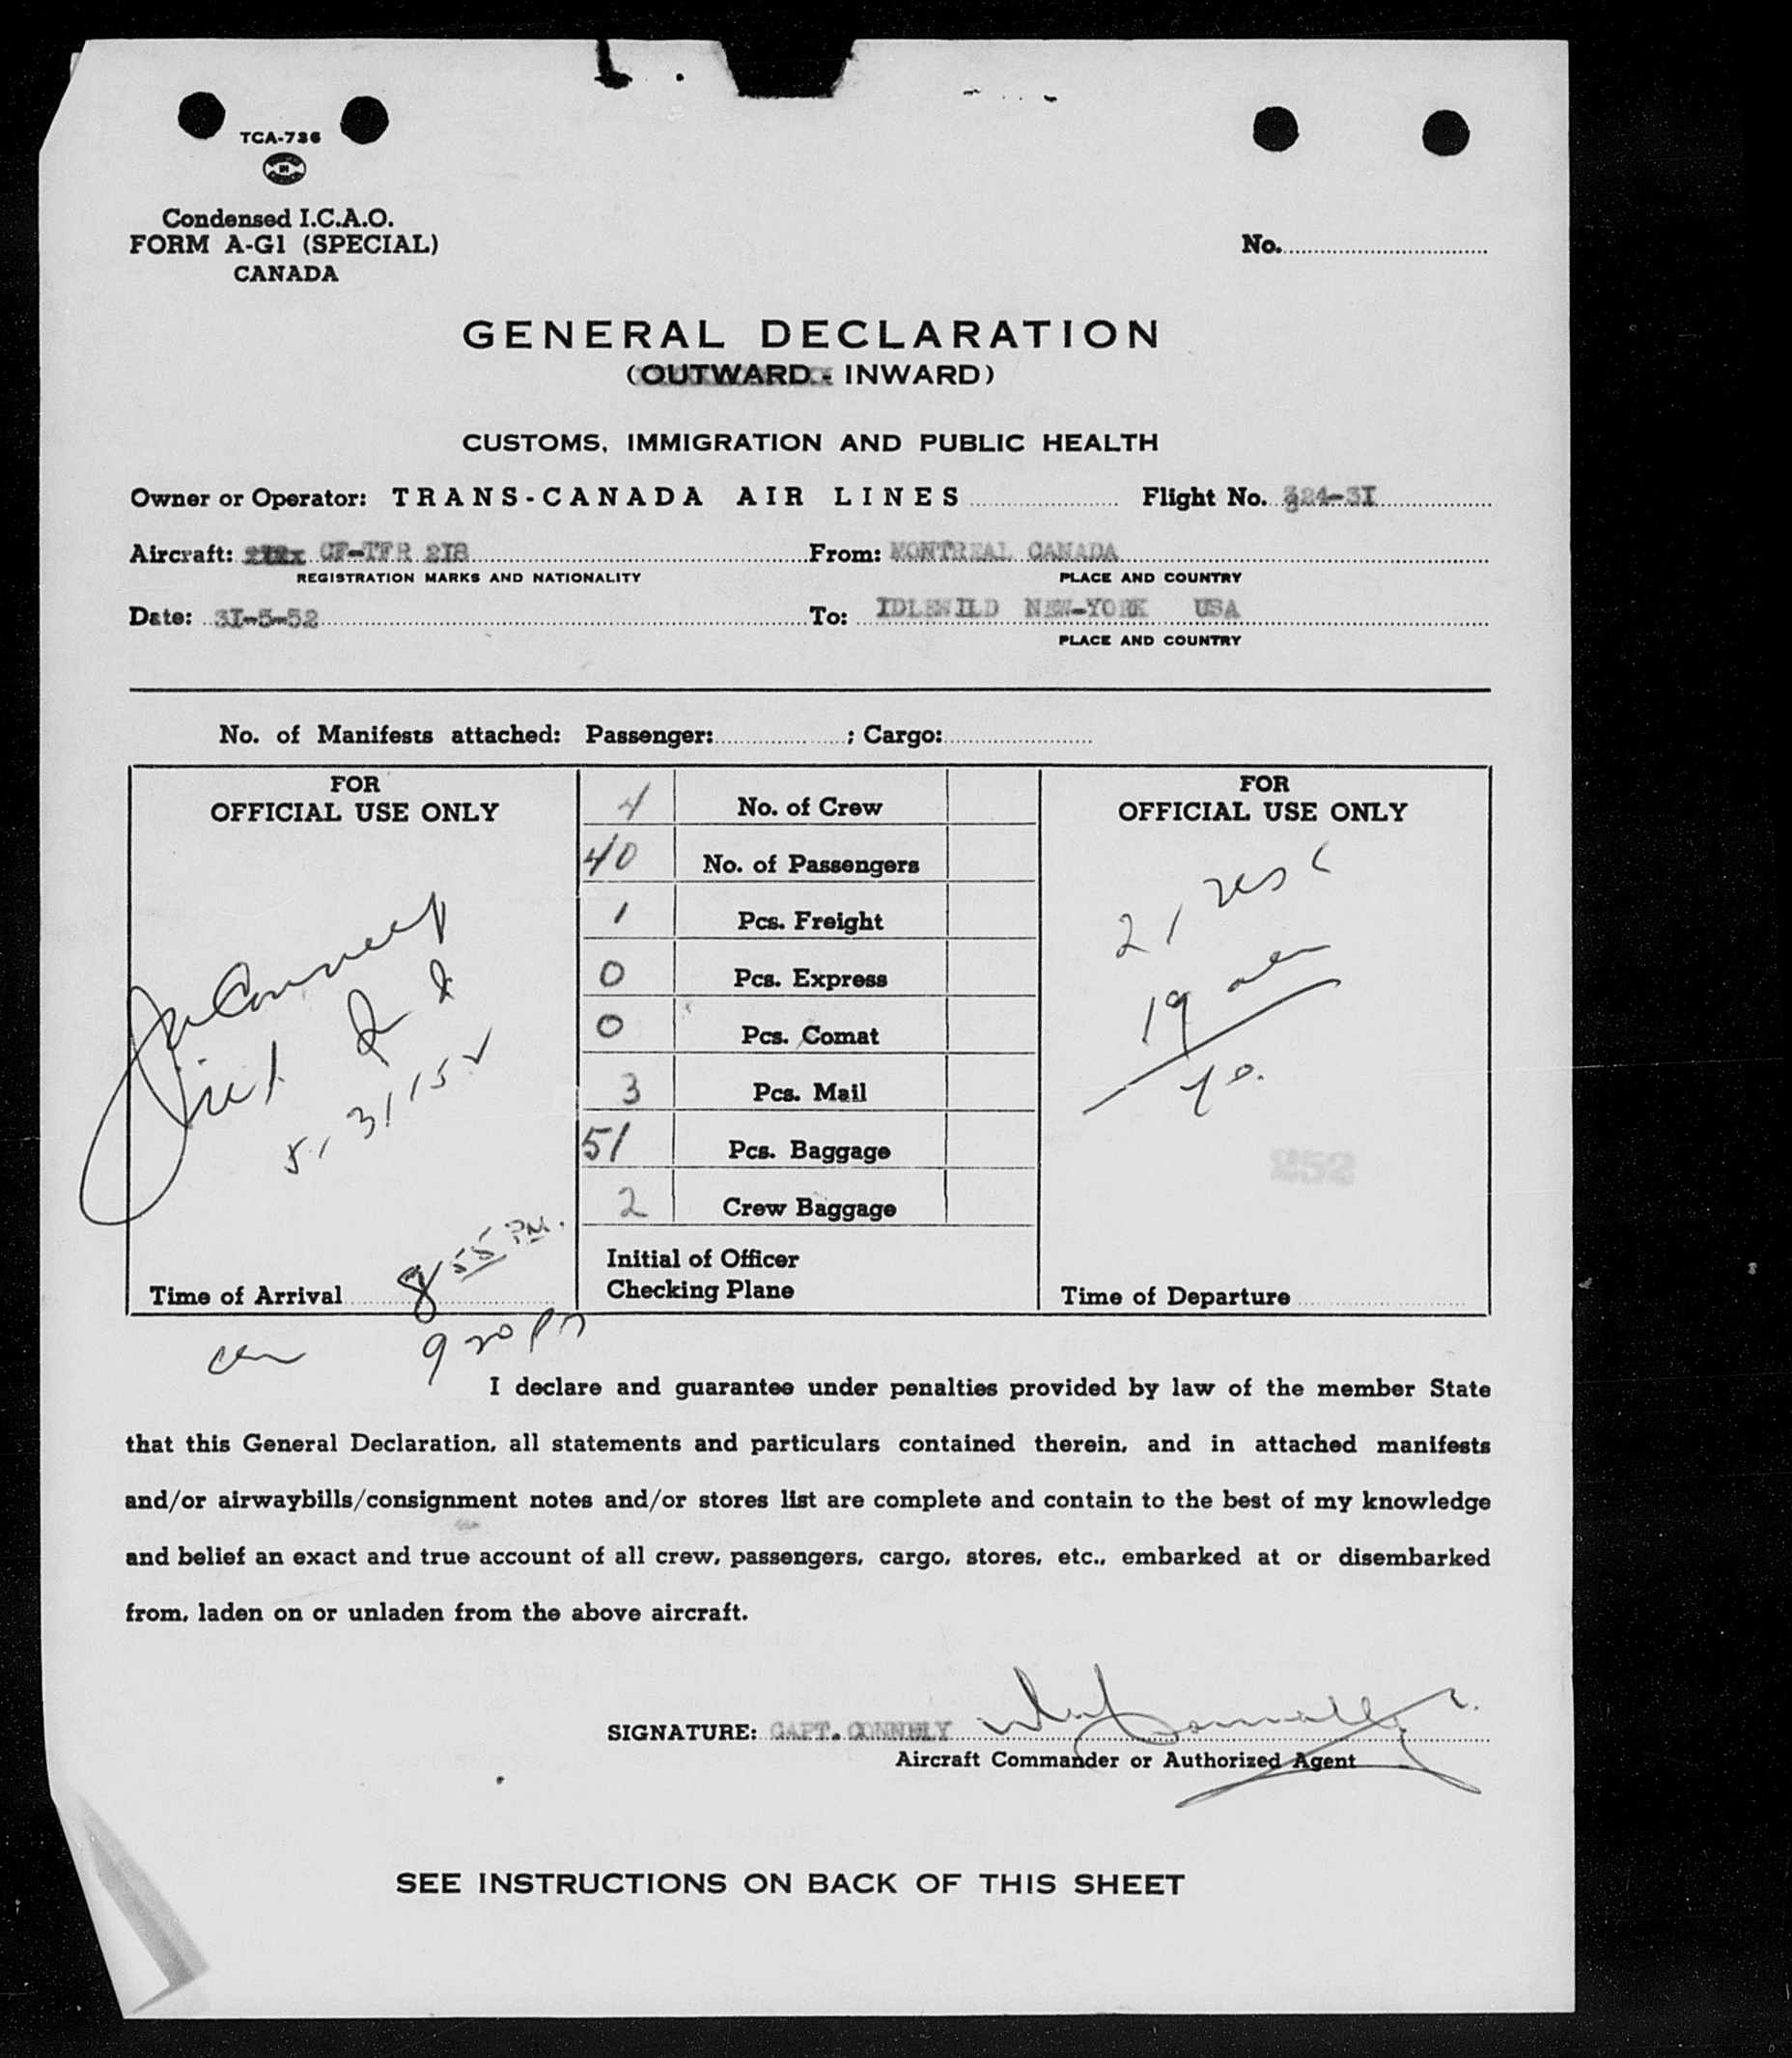 TCA-736
Condensed I.C.A.O.
FORM A-G1 (SPECIAL)
CANADA
No.
GENERAL DECLARATION
(OUTWARD - INWARD)
CUSTOMS, IMMIGRATION AND PUBLIC HEALTH
Owner or Operator: TRANS-CANADA AIR LINES Flight No. 324-3I
Aircraft: CF-TFR 218 From: MONTREAL CANADA
REGISTRATION MARKS AND NATIONALITY PLACE AND COUNTRY
Date: 3I-5-52 To: IDLEWILD NEW-YORK USA
PLACE AND COUNTRY
No. of Manifests attached: Passenger: ; Cargo:
FOR
OFFICIAL USE ONLY
5, 31/52
Time of Arrival 8 55 PM.
9 20 PM
4 No. of Crew
40 No. of Passengers
1 Pcs. Freight
0 Pcs. Express
0 Pcs. Comat
3 Pcs. Mail
51 Pcs. Baggage
2 Crew Baggage
Initial of Officer
Checking Plane
FOR
OFFICIAL USE ONLY
21
19
40.
252
Time of Departure
I declare and guarantee under penalties provided by law of the member State
that this General Declaration, all statements and particulars contained therein, and in attached manifests
and/or airwaybills/consignment notes and/or stores list are complete and contain to the best of my knowledge
and belief an exact and true account of all crew, passengers, cargo, stores, etc., embarked at or disembarked
from, laden on or unladen from the above aircraft.
SIGNATURE: CAPT. CONNELY
Aircraft Commander or Authorized Agent
SEE INSTRUCTIONS ON BACK OF THIS SHEET